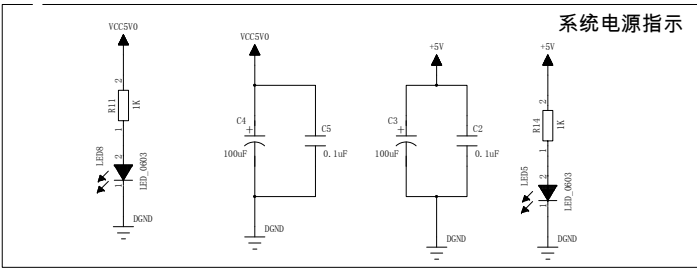 系统电源指示
VCC5V0
2
R11
1K
1
LED8
2
1
LED_0603
DGND
VCC5V0
C4
+
100uF
C5
0.1uF
DGND
+5V
C3
+
100uF
C2
0.1uF
DGND
+5V
2
R14
1K
1
LED5
2
1
LED_0603
DGND